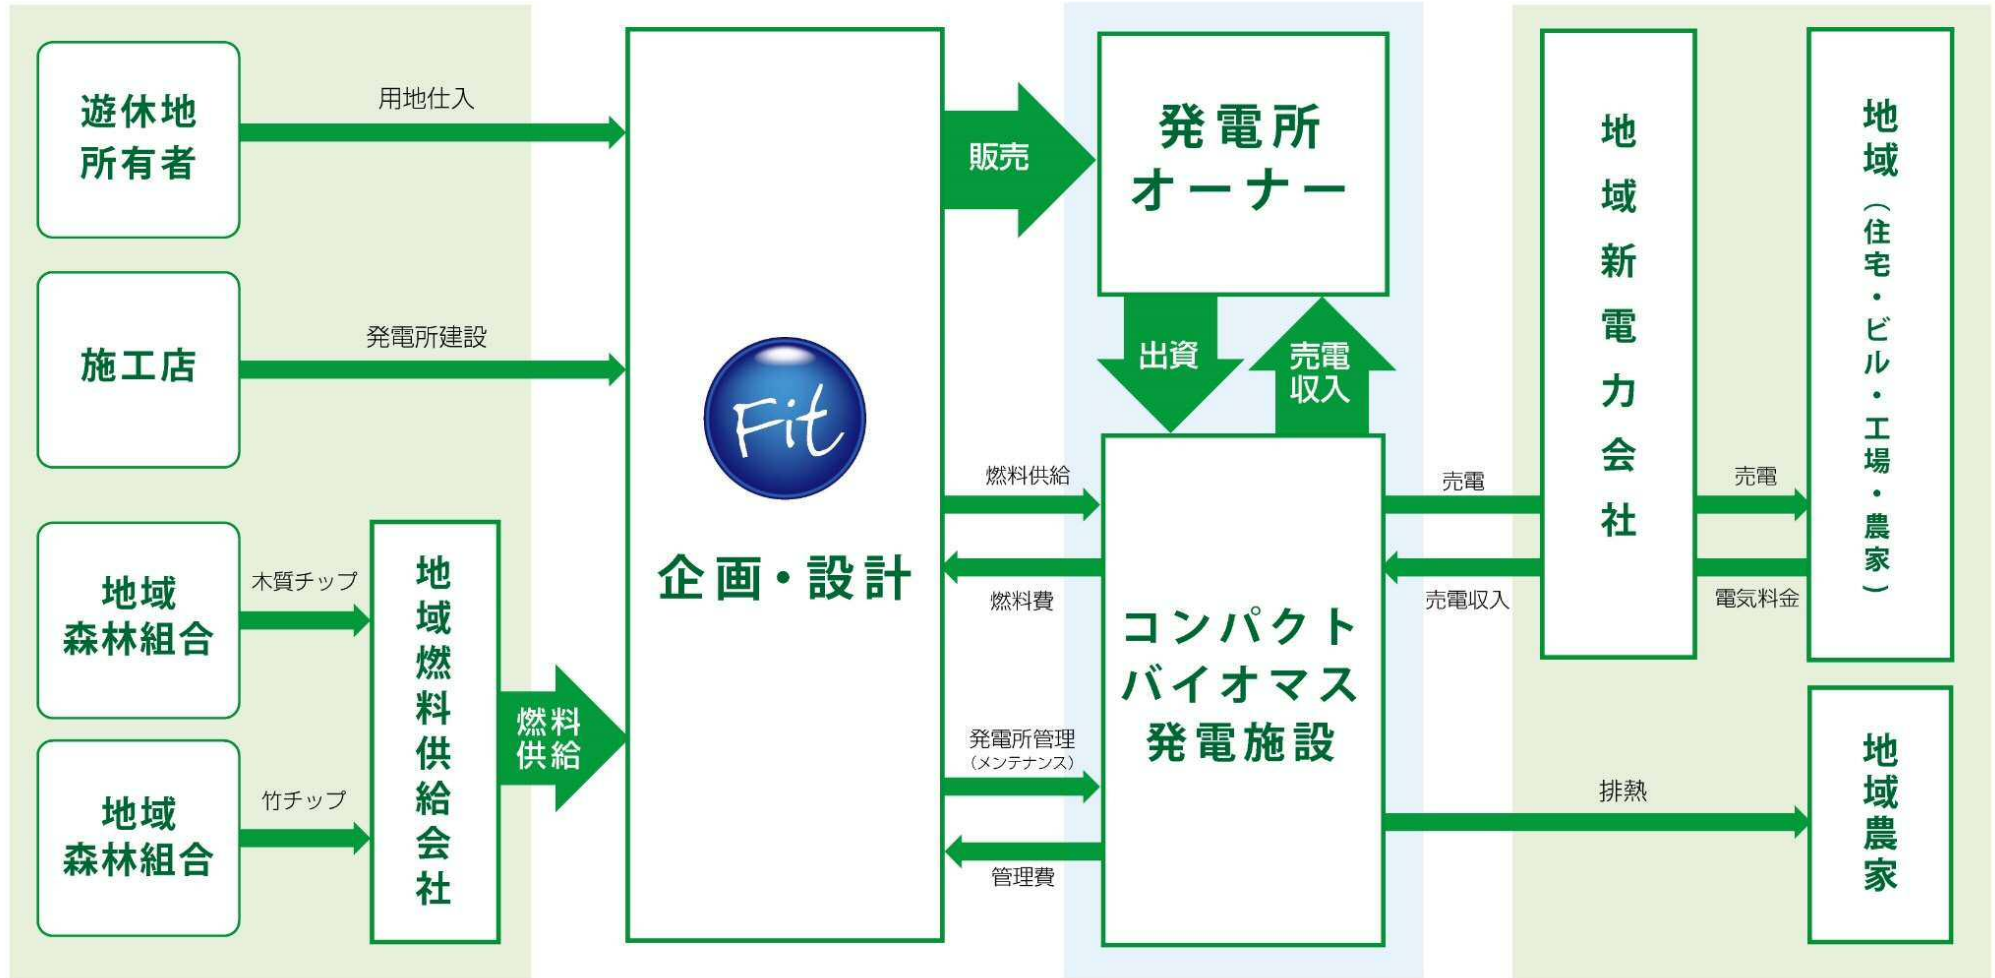 遊休地
所有者
用地仕入
施工店
発電所建設
地域
森林組合
木質チップ
地域
森林組合
竹チップ
地域燃料供給会社
燃料
供給
Fit
企画・設計
販売
発電所
オーナー
出資
売電
収入
燃料供給
燃料費
発電所管理
（メンテナンス）
管理費
コンパクト
バイオマス
発電施設
売電
売電収入
地域新電力会社
売電
電気料金
地域（住宅・ビル・工場・農家）
排熱
地域農家